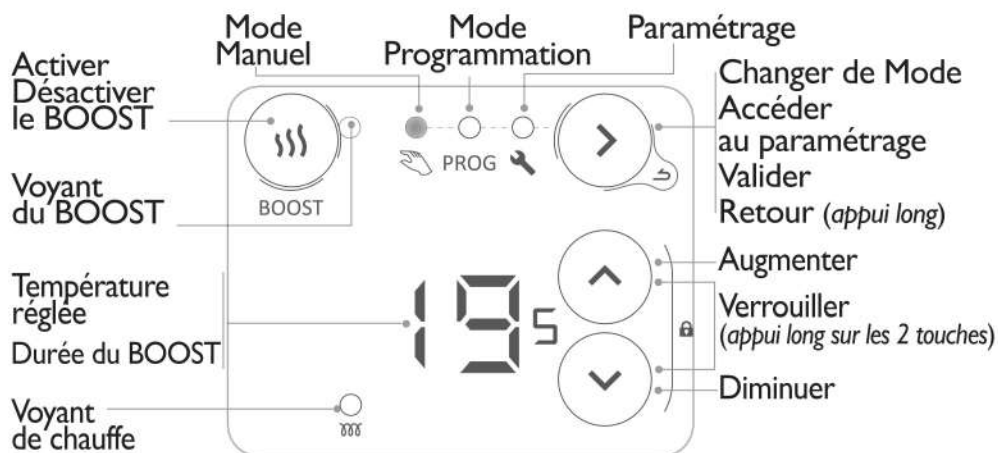 Mode
Manuel
Mode
Programmation
Paramétrage
Activer
Désactiver
le BOOST
Voyant
du BOOST
BOOST
PROG
Changer de Mode
Accéder
au paramétrage
Valider
Retour (appui long)
Température
réglée
Durée du BOOST
195
Augmenter
Verrouiller
(appui long sur les 2 touches)
Diminuer
Voyant
de chauffe